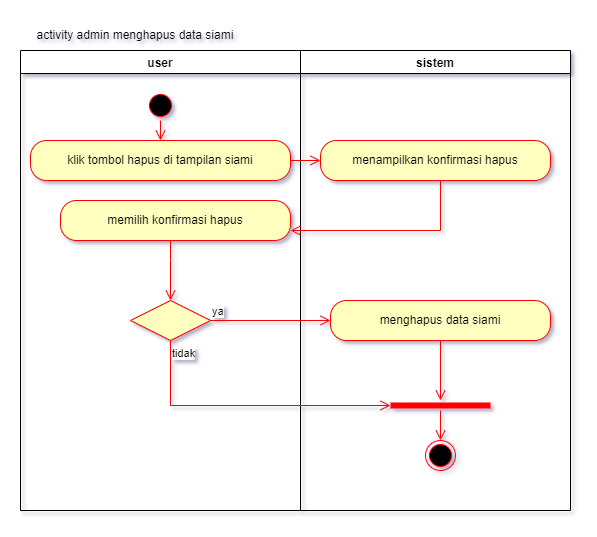 activity admin menghapus data siami
user
sistem
klik tombol hapus di tampilan siami
menampilkan konfirmasi hapus
memilih konfirmasi hapus
ya
menghapus data siami
tidak